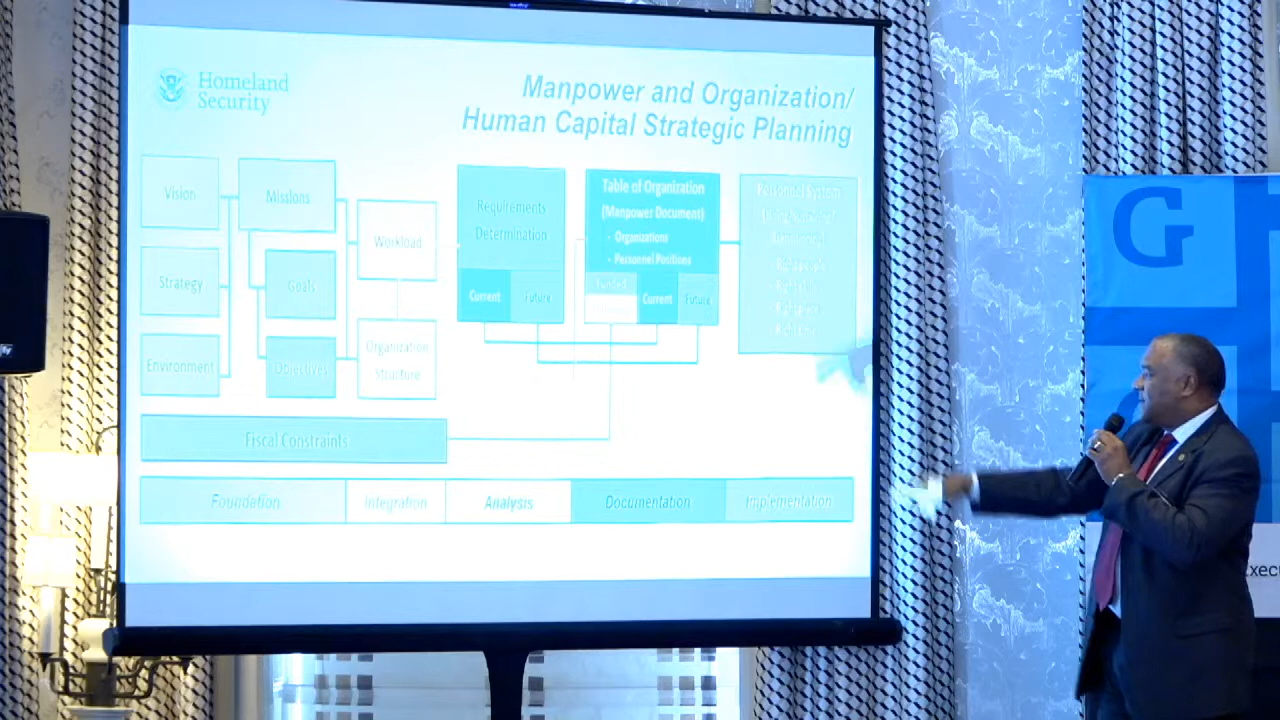 Homeland
Security
Manpower and Organization/
Human Capital Strategic Planning
Vision
Strategy
Environment
Missions
Goals
Objectives
Workload
Organization
Structure
Requirements
Determination
Current
Future
Table of Organization
(Manpower Document)
- Organizations
- Personnel Positions
Funded
Current
Future
Personnel System
Fiscal Constraints
Foundation
Integration
Analysis
Documentation
Implementation
G